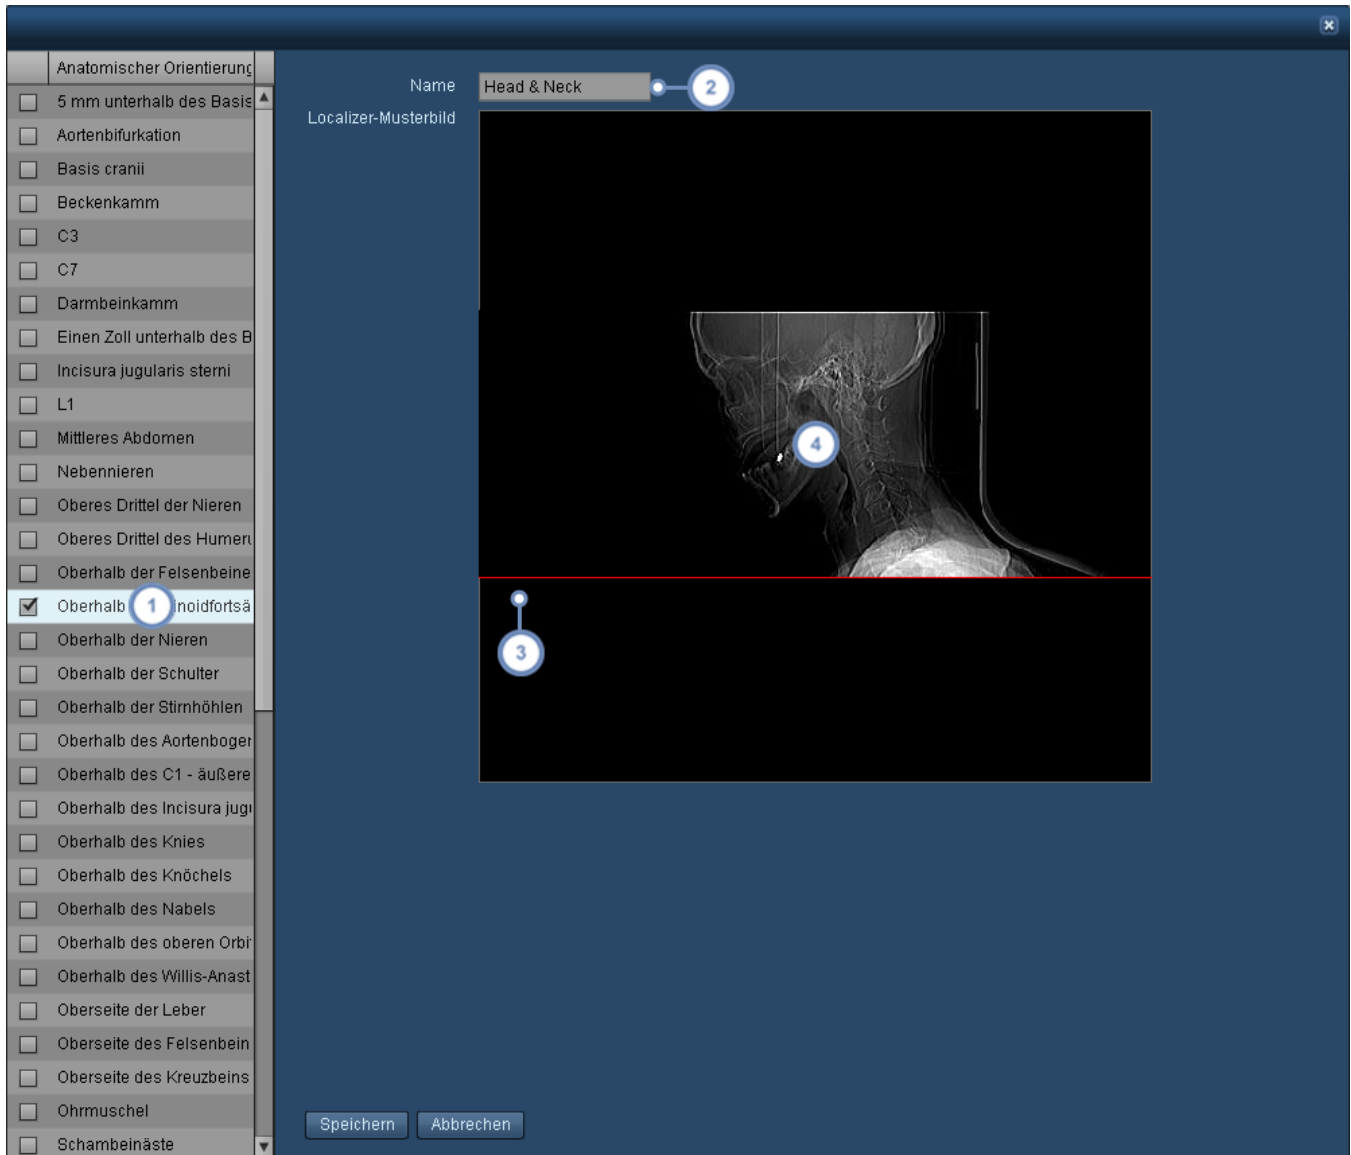 Anatomischer Orientierung
5 mm unterhalb des Basis
Aortenbifurkation
Basis cranii
Beckenkamm
C3
C7
Darmbeinkamm
Einen Zoll unterhalb des B
Incisura jugularis sterni
L1
Mittleres Abdomen
Nebennieren
Oberes Drittel der Nieren
Oberes Drittel des Humeru
Oberhalb der Felsenbeine
Oberhalb 1 inoidfortsä
Oberhalb der Nieren
Oberhalb der Schulter
Oberhalb der Stirnhöhlen
Oberhalb des Aortenbogen
Oberhalb des C1 - äußere
Oberhalb des Incisura jugu
Oberhalb des Knies
Oberhalb des Knöchels
Oberhalb des Nabels
Oberhalb des oberen Orbi
Oberhalb des Willis-Anast
Oberseite der Leber
Oberseite des Felsenbein
Oberseite des Kreuzbeins
Ohrmuschel
Schambeinäste
Name
Head & Neck
2
Localizer-Musterbild
4
3
Speichern
Abbrechen